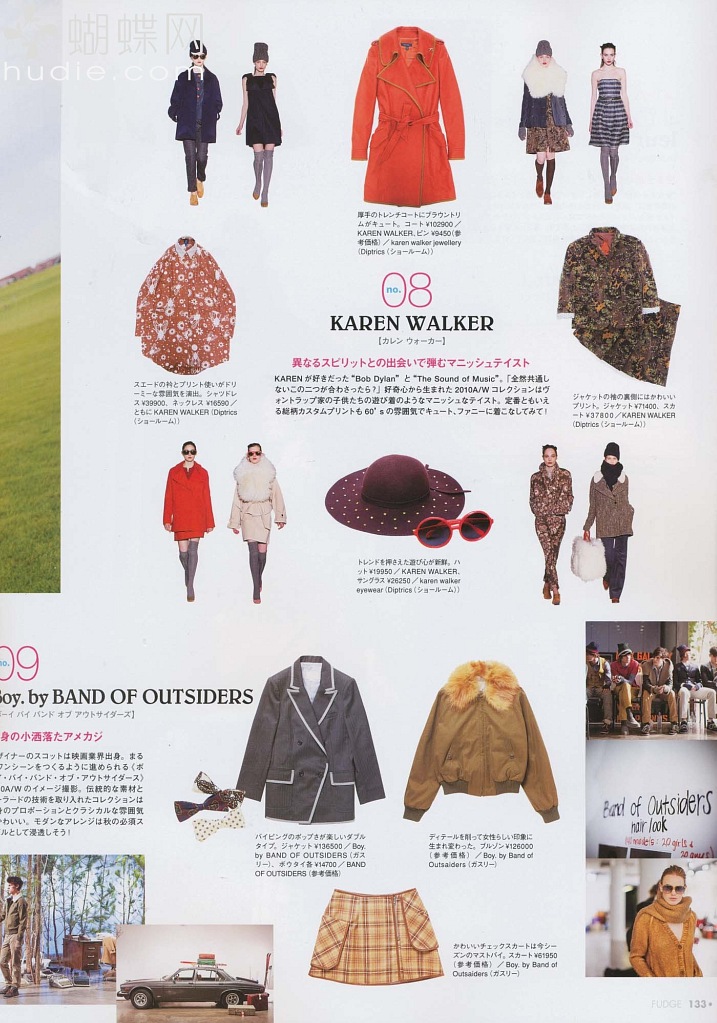 蝴蝶网
hudie.com
厚手のトレンチコートにブラウントリ
ムがキュート。コート¥102900／
KAREN WALKER、ピン¥9450（参
考価格）／karen walker jewellery
（Diptrics（ショールーム））
no. 08
KAREN WALKER
【カレン ウォーカー】
異なるスピリットとの出会いで弾むマニッシュテイスト
KARENが好きだった"Bob Dylan" と "The Sound of Music"。「全然共通し
ないこの二つが合わさったら？」好奇心から生まれた2010A/Wコレクションはヴ
ォントラップ家の子供たちの遊び着のようなマニッシュなテイスト。定番ともいえ
る総柄カスタムプリントも60' sの雰囲気でキュート、ファニーに着こなしてみて！
スエードの衿とプリント使いがドリ
ーミーな雰囲気を演出。シャツドレ
ス¥39900、ネックレス¥16590／
ともにKAREN WALKER（Diptrics
（ショールーム））
ジャケットの袖の裏側にはかわいい
プリント。ジャケット¥71400、スカ
ート¥37800／KAREN WALKER
（Diptrics（ショールーム））
トレンドを押さえた遊び心が新鮮。ハ
ット¥19950／KAREN WALKER、
サングラス¥26250／karen walker
eyewear（Diptrics（ショールーム））
no. 09
Boy. by BAND OF OUTSIDERS
ボーイ バイ バンド オブ アウトサイダーズ】
身の小洒落たアメカジ
ザイナーのスコットは映画業界出身。まる
ワンシーンをつくるように進められる〈ボ
イ・バイ・バンド・オブ・アウトサイダース〉
0A/Wのイメージ撮影。伝統的な素材と
ーラードの技術を取り入れたコレクションは
身のプロポーションとクラシカルな雰囲気
かわいい。モダンなアレンジは秋の必須ス
ルとして浸透しそう！
パイピングのポップさが楽しいダブル
タイプ。ジャケット¥136500／Boy.
by BAND OF OUTSIDERS（ガス
リー）、ボウタイ各¥14700／BAND
OF OUTSIDERS（参考価格）
ディテールを削って女性らしい印象に
生まれ変わった。ブルゾン¥126000
（参考価格）／Boy. by Band of
Outsaiders（ガスリー）
かわいいチェックスカートは今シー
ズンのマストバイ。スカート¥61950
（参考価格）／Boy. by Band of
Outsaiders（ガスリー）
Band of Outsiders
hair look
models: 20 girls &
FUDGE 133